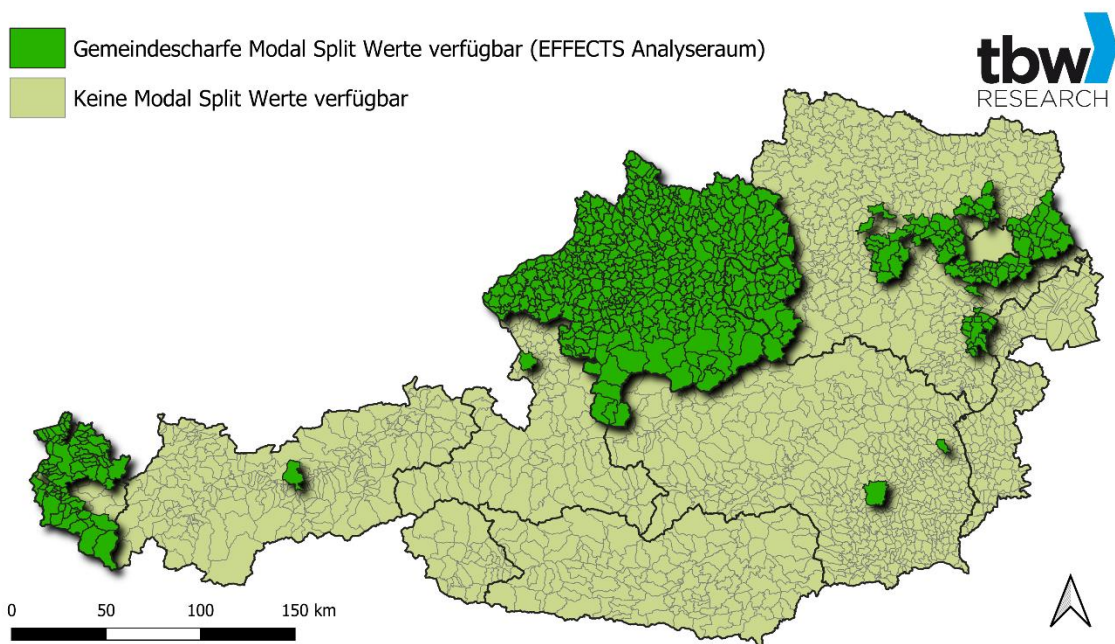 Gemeindescharfe Modal Split Werte verfügbar (EFFECTS Analyseraum)
Keine Modal Split Werte verfügbar
tbw
RESEARCH
0 50 100 150 km